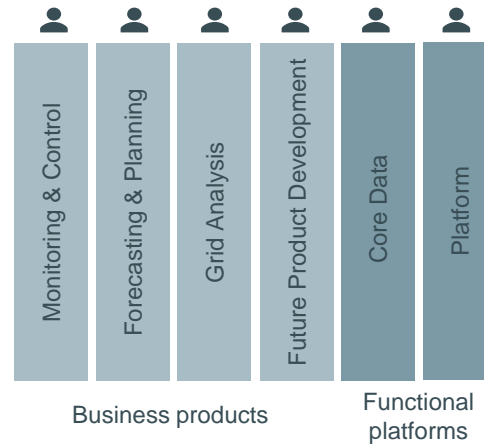 Monitoring & Control
Forecasting & Planning
Grid Analysis
Future Product Development
Core Data
Platform
Business products
Functional
platforms